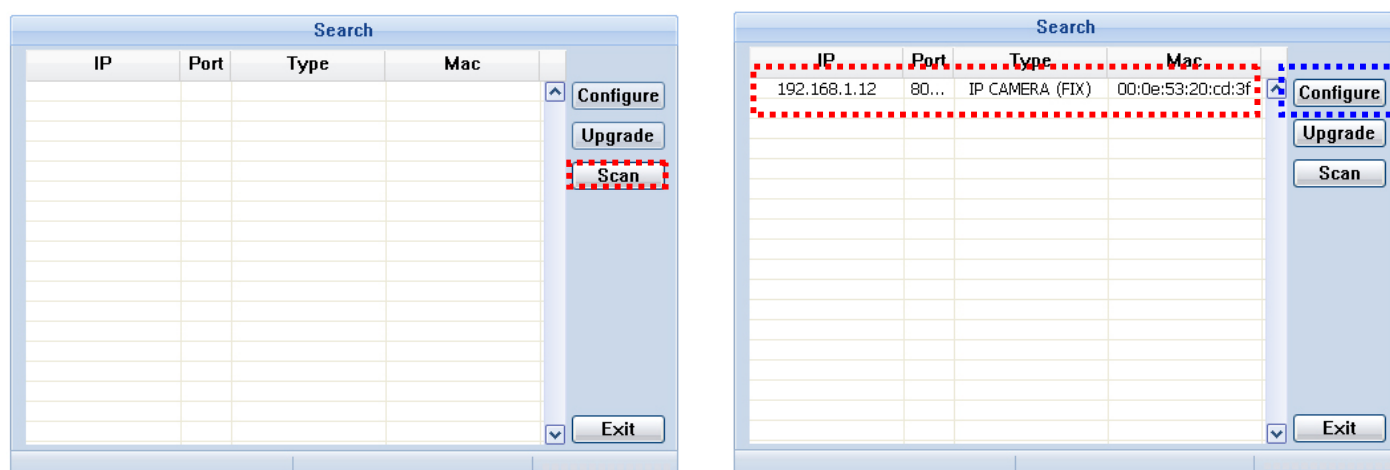 Search
IP Port Type Mac
Configure
Upgrade
Scan
Exit
Search
IP Port Type Mac
192.168.1.12 80... IP CAMERA (FIX) 00:0e:53:20:cd:3f
Configure
Upgrade
Scan
Exit